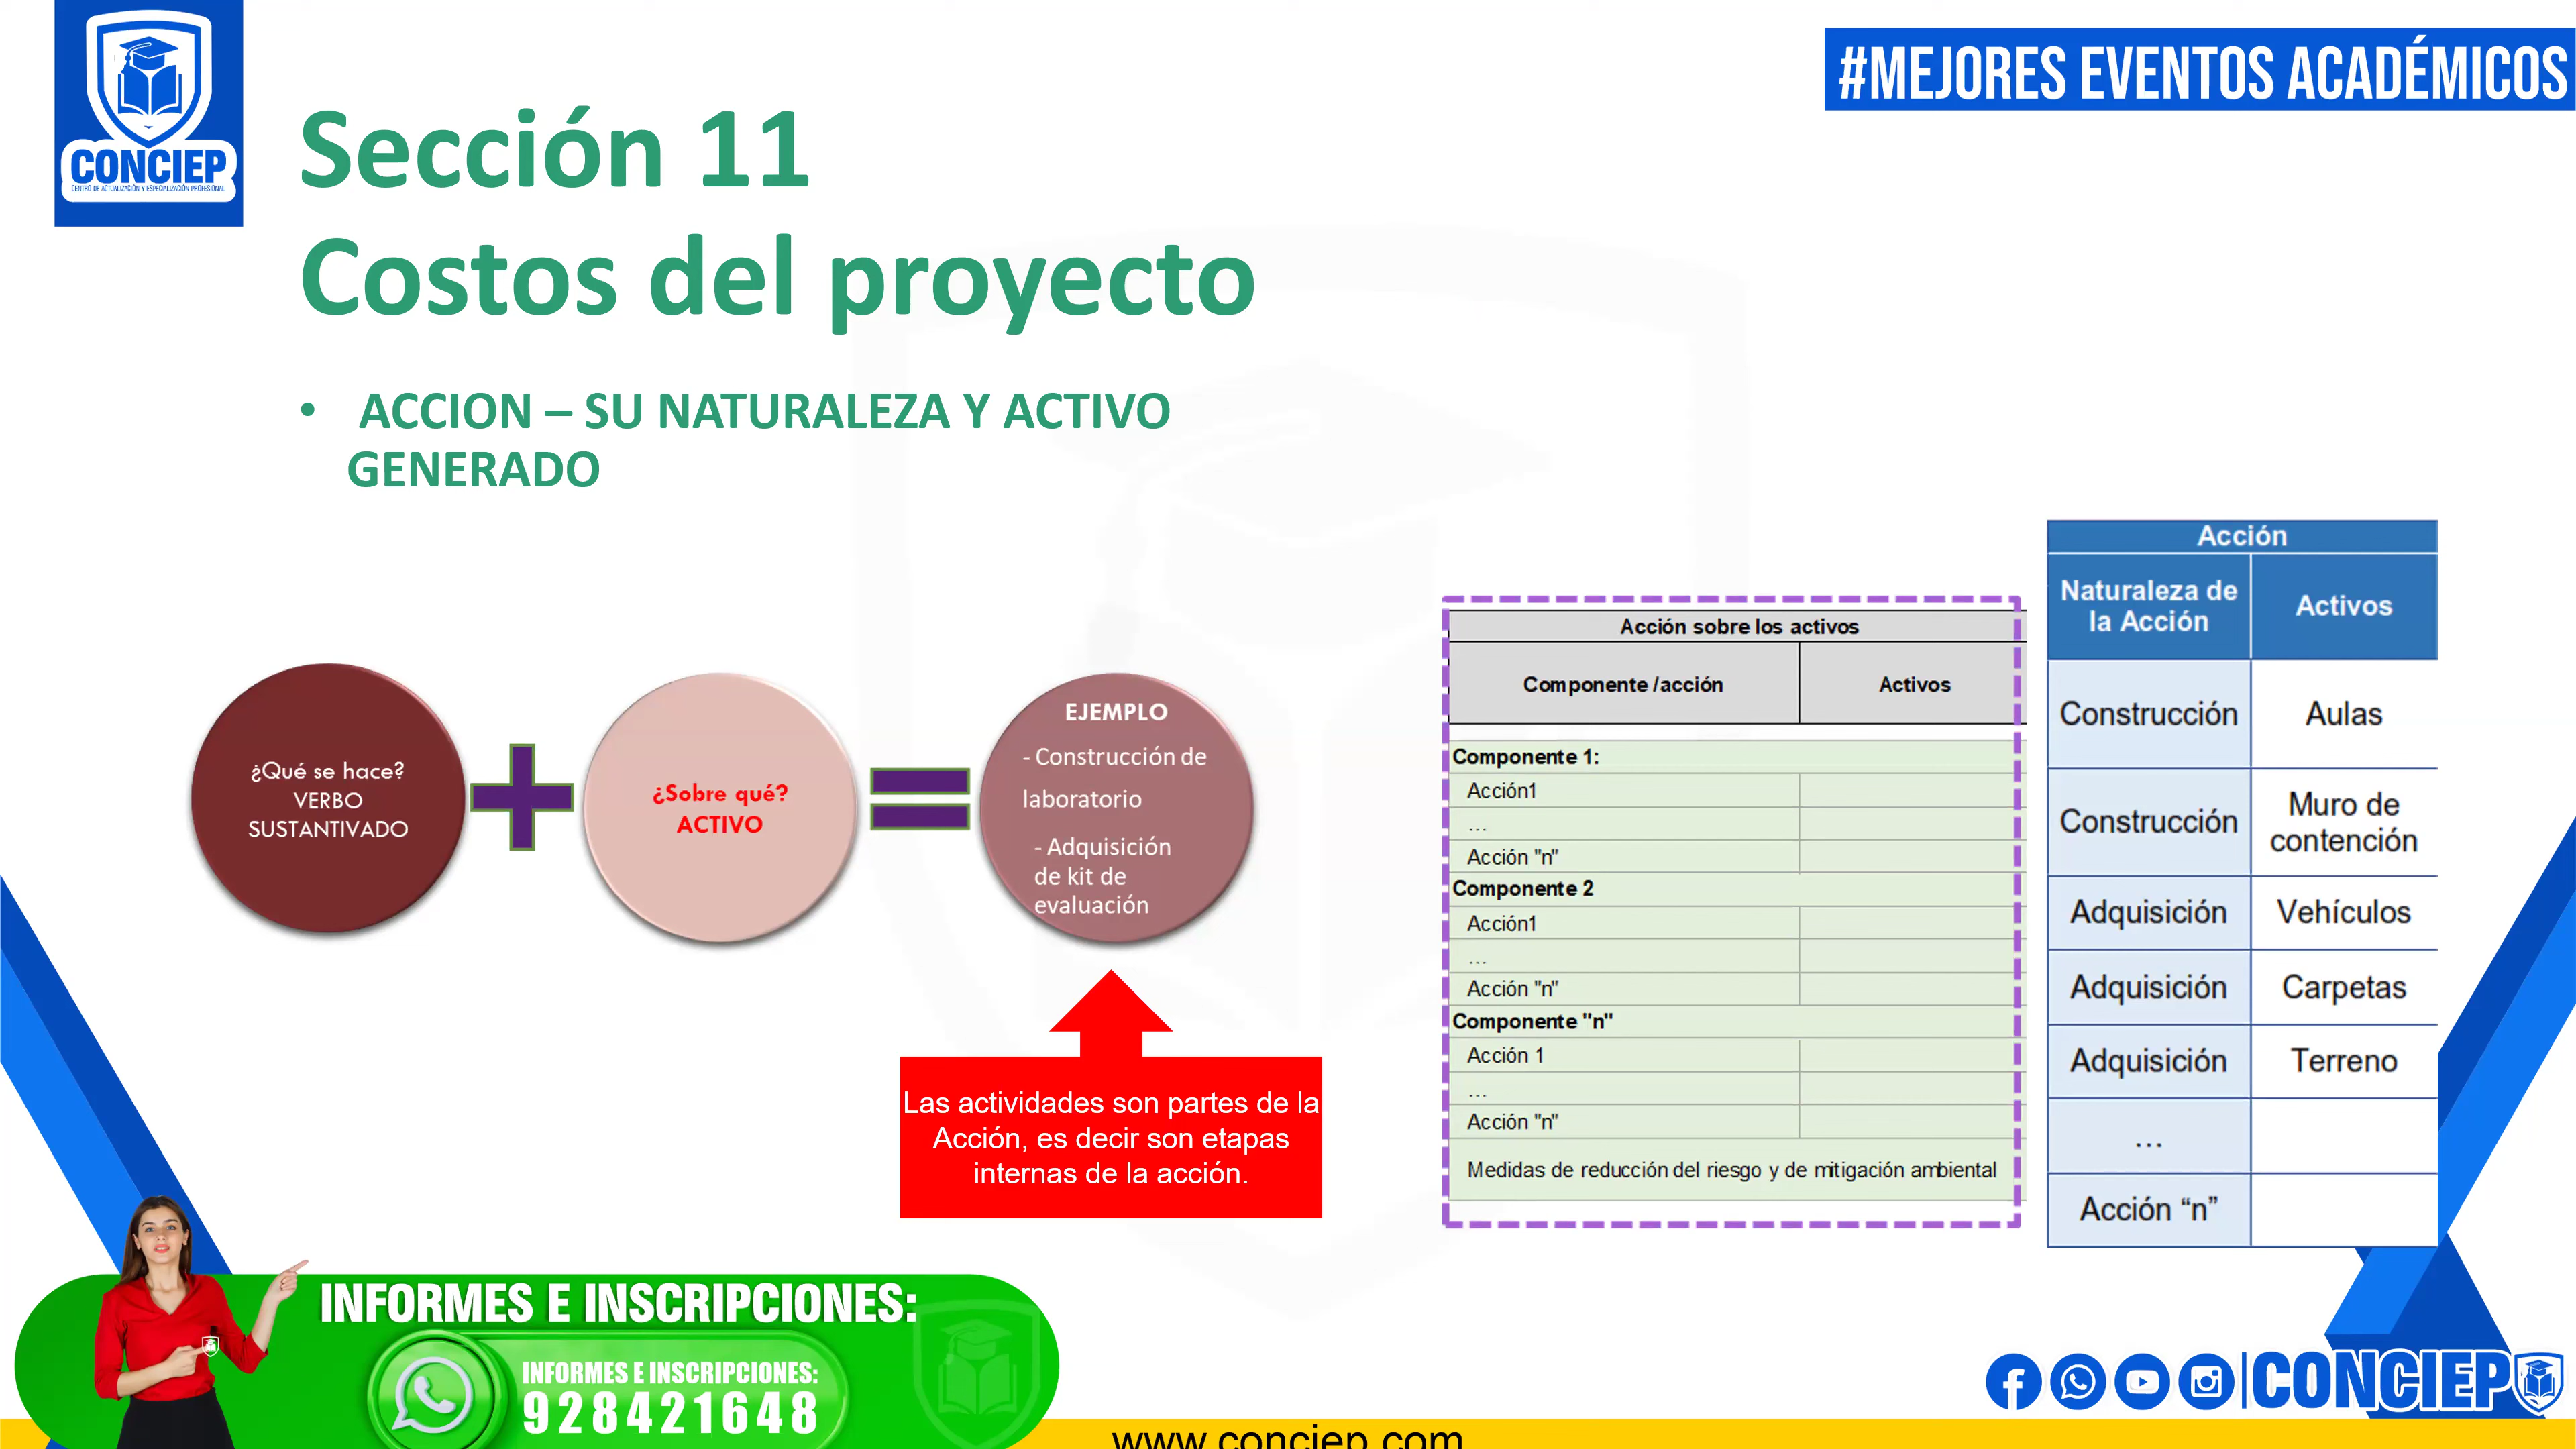 CONCIEP
CENTRO DE ACTUALIZACIÓN Y ESPECIALIZACIÓN PROFESIONAL
#MEJORES EVENTOS ACADÉMICOS
Sección 11
Costos del proyecto
• ACCION – SU NATURALEZA Y ACTIVO
GENERADO
¿Qué se hace?
VERBO
SUSTANTIVADO
¿Sobre qué?
ACTIVO
EJEMPLO
- Construcción de
laboratorio
- Adquisición
de kit de
evaluación
Las actividades son partes de la
Acción, es decir son etapas
internas de la acción.
Acción sobre los activos
Componente /acción Activos
Componente 1:
Acción1
...
Acción "n"
Componente 2
Acción1
...
Acción "n"
Componente "n"
Acción 1
...
Acción "n"
Medidas de reducción del riesgo y de mitigación ambiental
Acción
Naturaleza de
la Acción
Activos
Construcción Aulas
Construcción Muro de
contención
Adquisición Vehículos
Adquisición Carpetas
Adquisición Terreno
...
Acción “n”
INFORMES E INSCRIPCIONES:
INFORMES E INSCRIPCIONES:
928421648
www.conciep.com
CONCIEP